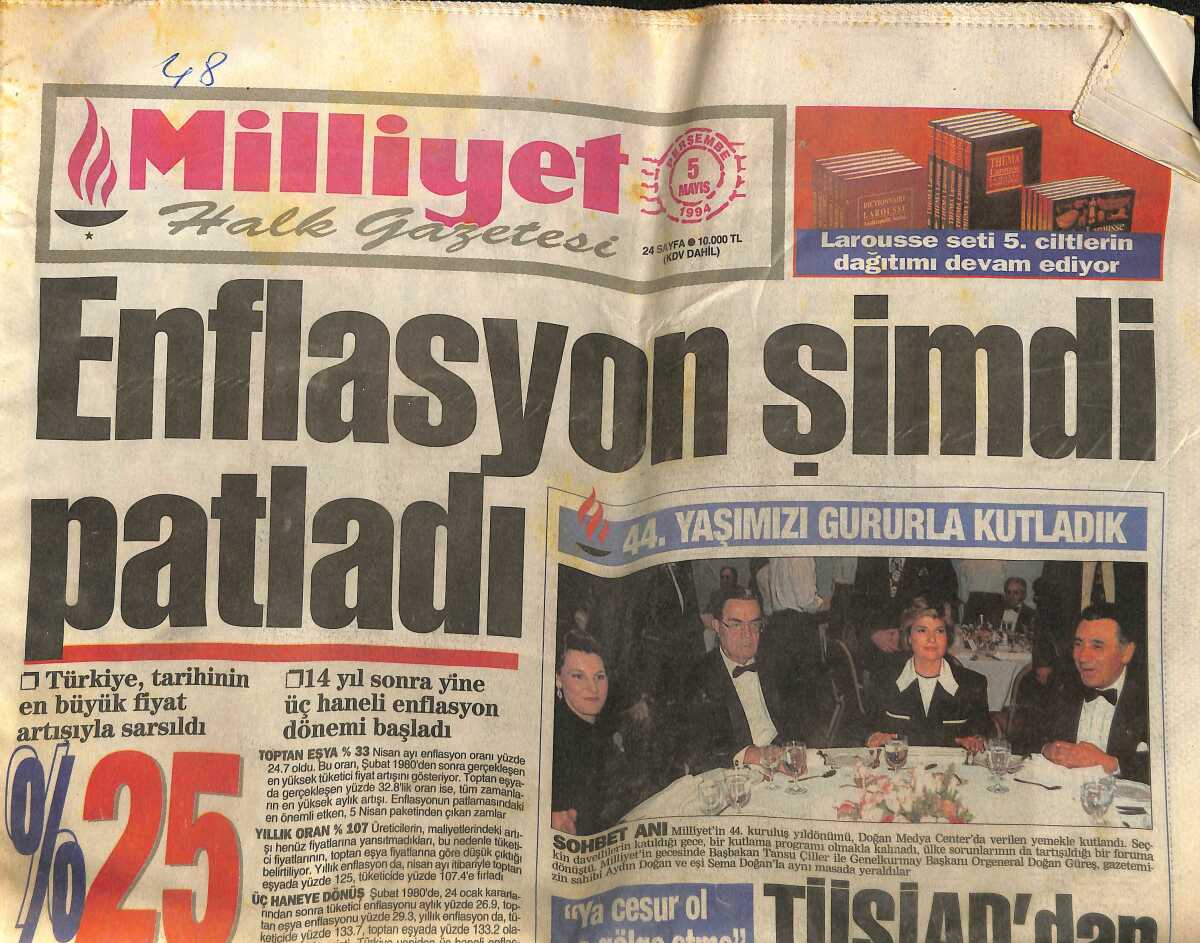 48
Milliyet
Halk Gazetesi
PERŞEMBE
5
MAYIS
1994
24 SAYFA ● 10.000 TL
(KDV DAHİL)
DICTIONNAIRE
LAROUSSE
THEMA
Larousse
Larousse seti 5. ciltlerin
dağıtımı devam ediyor
Enflasyon şimdi
patladı
❒ Türkiye, tarihinin
en büyük fiyat
artışıyla sarsıldı
❒14 yıl sonra yine
üç haneli enflasyon
dönemi başladı
%25
TOPTAN EŞYA % 33 Nisan ayı enflasyon oranı yüzde
24.7 oldu. Bu oran, Şubat 1980'den sonra gerçekleşen
en yüksek tüketici fiyat artışını gösteriyor. Toptan eşya-
da gerçekleşen yüzde 32.8'lik oran ise, tüm zamanla-
rın en yüksek aylık artışı. Enflasyonun patlamasındaki
en önemli etken, 5 Nisan paketinden çıkan zamlar
YILLIK ORAN % 107 Üreticilerin, maliyetlerindeki artı-
şı henüz fiyatlarına yansıtmadıkları, bu nedenle tüketi-
ci fiyatlarının, toptan eşya fiyatlarına göre düşük çıktığı
belirtiliyor. Yıllık enflasyon da, nisan ayı itibariyle toptan
eşyada yüzde 125, tüketicide yüzde 107.4'e fırladı
ÜÇ HANEYE DÖNÜŞ Şubat 1980'de, 24 ocak kararla-
rından sonra tüketici enflasyonu aylık yüzde 26.9, top-
tan eşya enflasyonu yüzde 29.3, yıllık enflasyon da, tü-
keticide yüzde 133.7, toptan eşyada yüzde 133.2 ola-
44. YAŞIMIZI GURURLA KUTLADIK
SOHBET ANI Milliyet'in 44. kuruluş yıldönümü, Doğan Medya Center'da verilen yemekle kutlandı. Seç-
kin davetlilerin katıldığı gece, bir kutlama programı olmakla kalmadı, ülke sorunlarının da tartışıldığı bir foruma
dönüştü. Milliyet'in gecesinde Başbakan Tansu Çiller ile Genelkurmay Başkanı Orgeneral Doğan Güreş, gazetemi-
zin sahibi Aydın Doğan ve eşi Sema Doğan'la aynı masada yeraldılar
"Ya cesur ol
gölge etme"
TÜSİAD'dan